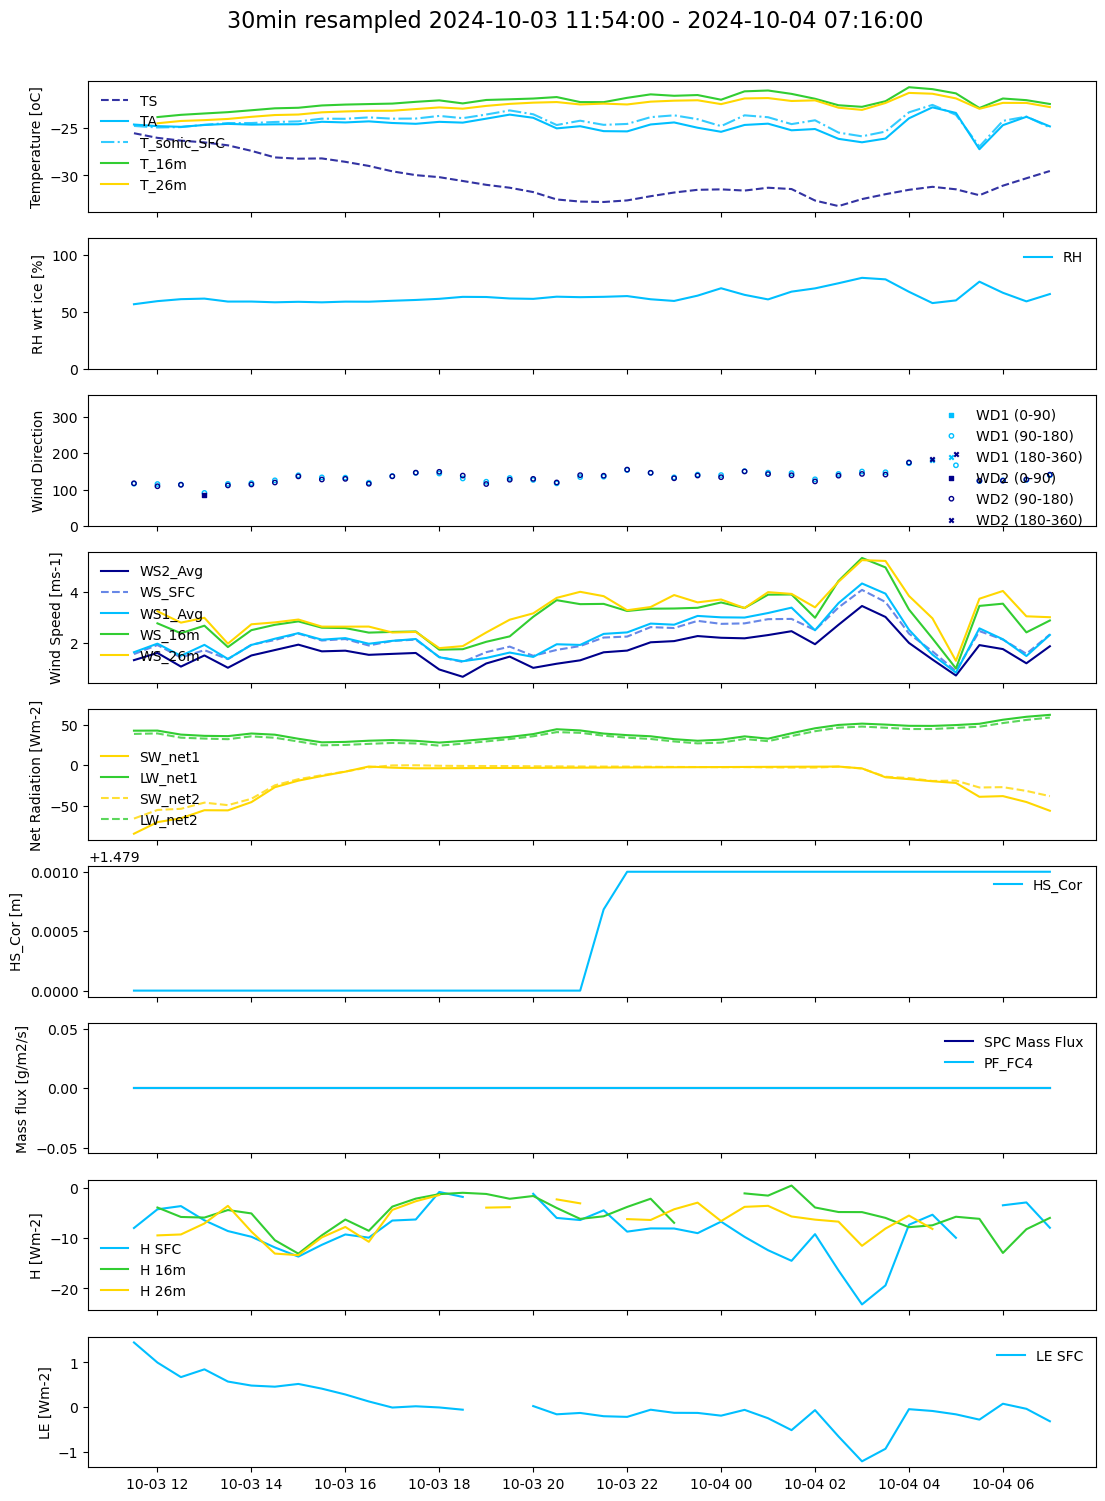 30min resampled 2024-10-03 11:54:00 - 2024-10-04 07:16:00
Temperature [oC]
−25
−30
TS
TA
T_sonic_SFC
T_16m
T_26m
RH wrt ice [%]
100
50
0
RH
Wind Direction
300
200
100
0
WD1 (0-90)
WD1 (90-180)
WD1 (180-360)
WD2 (0-90)
WD2 (90-180)
WD2 (180-360)
Wind Speed [ms-1]
4
2
WS2_Avg
WS_SFC
WS1_Avg
WS_16m
WS_26m
Net Radiation [Wm-2]
50
0
−50
SW_net1
LW_net1
SW_net2
LW_net2
+1.479
HS_Cor [m]
0.0010
0.0005
0.0000
HS_Cor
Mass flux [g/m2/s]
0.05
0.00
−0.05
SPC Mass Flux
PF_FC4
H [Wm-2]
0
−10
−20
H SFC
H 16m
H 26m
LE [Wm-2]
1
0
−1
LE SFC
10-03 12
10-03 14
10-03 16
10-03 18
10-03 20
10-03 22
10-04 00
10-04 02
10-04 04
10-04 06